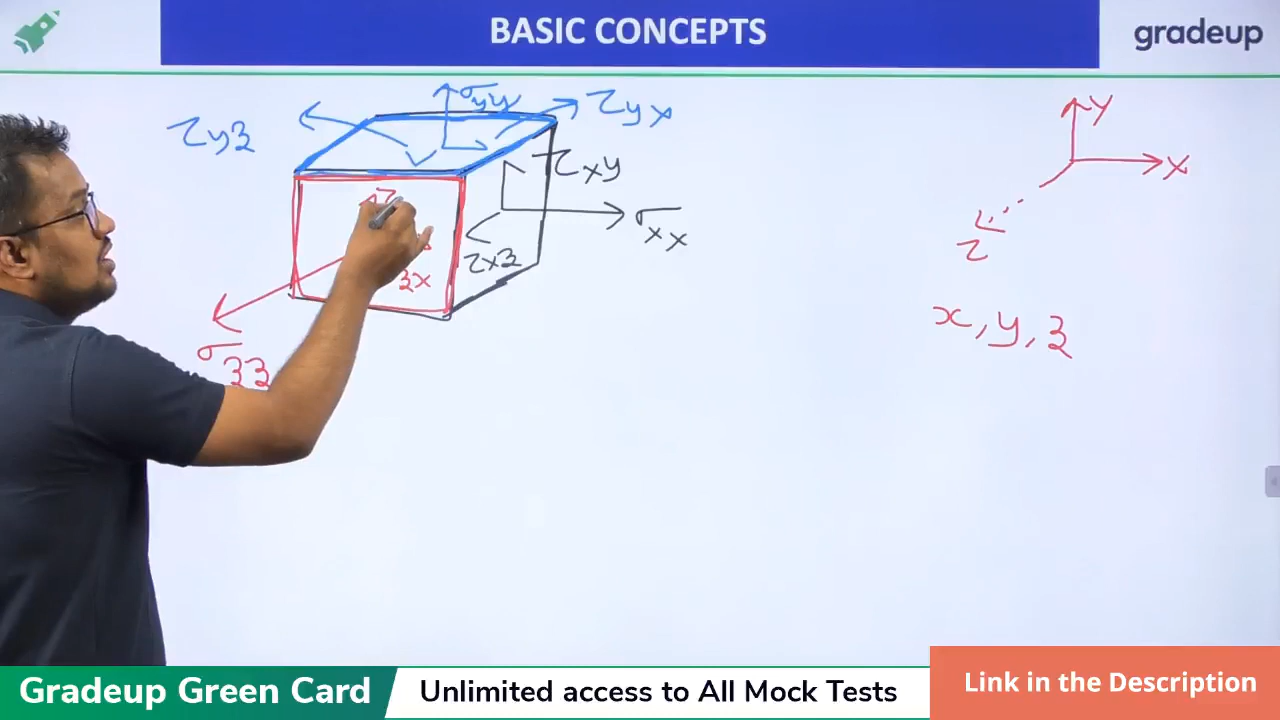 BASIC CONCEPTS
gradeup
σyy
τyx
τyz
τxy
σxx
τxz
zx
σzz
Y
X
Z
x, y, z
Gradeup Green Card
Unlimited access to All Mock Tests
Link in the Description